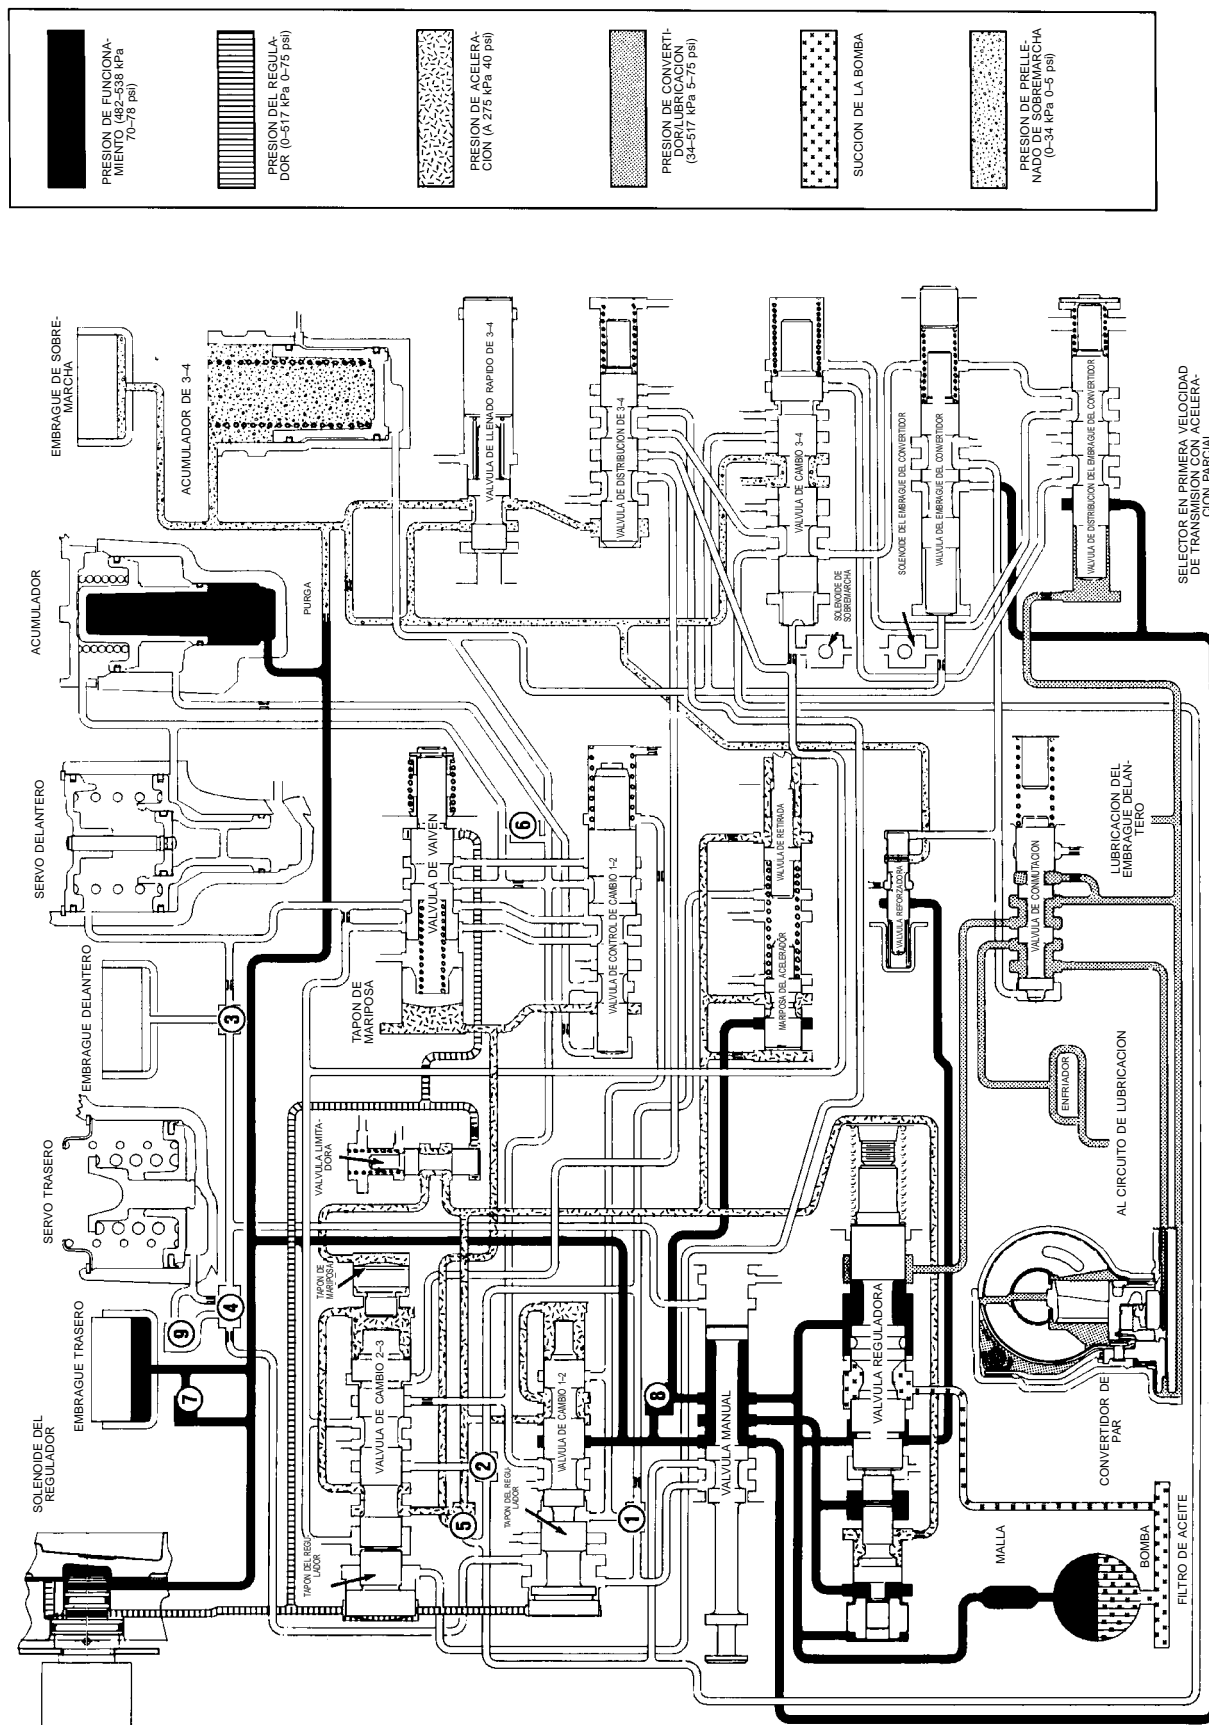 PRESION DE FUNCIONA-
MIENTO (482–538 kPa
70–78 psi)
PRESION DEL REGULA-
DOR (0–517 kPa 0–75 psi)
PRESION DE ACELERA-
CION (A 275 kPa 40 psi)
PRESION DE CONVERTI-
DOR/LUBRICACION
(34–517 kPa 5–75 psi)
SUCCION DE LA BOMBA
PRESION DE PRELLE-
NADO DE SOBREMARCHA
(0–34 kPa 0–5 psi)
SOLENOIDE DEL
REGULADOR
EMBRAGUE TRASERO
SERVO TRASERO
EMBRAGUE DELANTERO
SERVO DELANTERO
ACUMULADOR
EMBRAGUE DE SOBRE-
MARCHA
ACUMULADOR DE 3–4
PURGA
7
9
4
3
TAPON DEL REGU-
LADOR
VALVULA DE CAMBIO 2–3
TAPON DE
MARIPOSA
VALVULA LIMITA-
DORA
TAPON DE
MARIPOSA
VALVULA DE VAIVEN
VALVULA DE LLENADO RAPIDO DE 3–4
5
2
6
TAPON DEL REGU-
LADOR
VALVULA DE CAMBIO 1–2
VALVULA DE CONTROL DE CAMBIO 1–2
VALVULA DE DISTRIBUCION DE 3–4
1
8
VALVULA MANUAL
MARIPOSA DEL ACELERADOR
VALVULA DE RETIRADA
VALVULA DE CAMBIO 3–4
SOLENOIDE DE
SOBREMARCHA
VALVULA REGULADORA
VALVULA REFORZADORA
SOLENOIDE DEL EMBRAGUE DEL CONVERTIDOR
VALVULA DEL EMBRAGUE DEL CONVERTIDOR
VALVULA DE CONMUTACION
VALVULA DE DISTRIBUCION DEL EMBRAGUE DEL CONVERTIDOR
MALLA
BOMBA
FILTRO DE ACEITE
CONVERTIDOR DE
PAR
ENFRIADOR
AL CIRCUITO DE LUBRICACION
LUBRICACION DEL
EMBRAGUE DELAN-
TERO
SELECTOR EN PRIMERA VELOCIDAD
DE TRANSMISION CON ACELERA-
CION PARCIAL